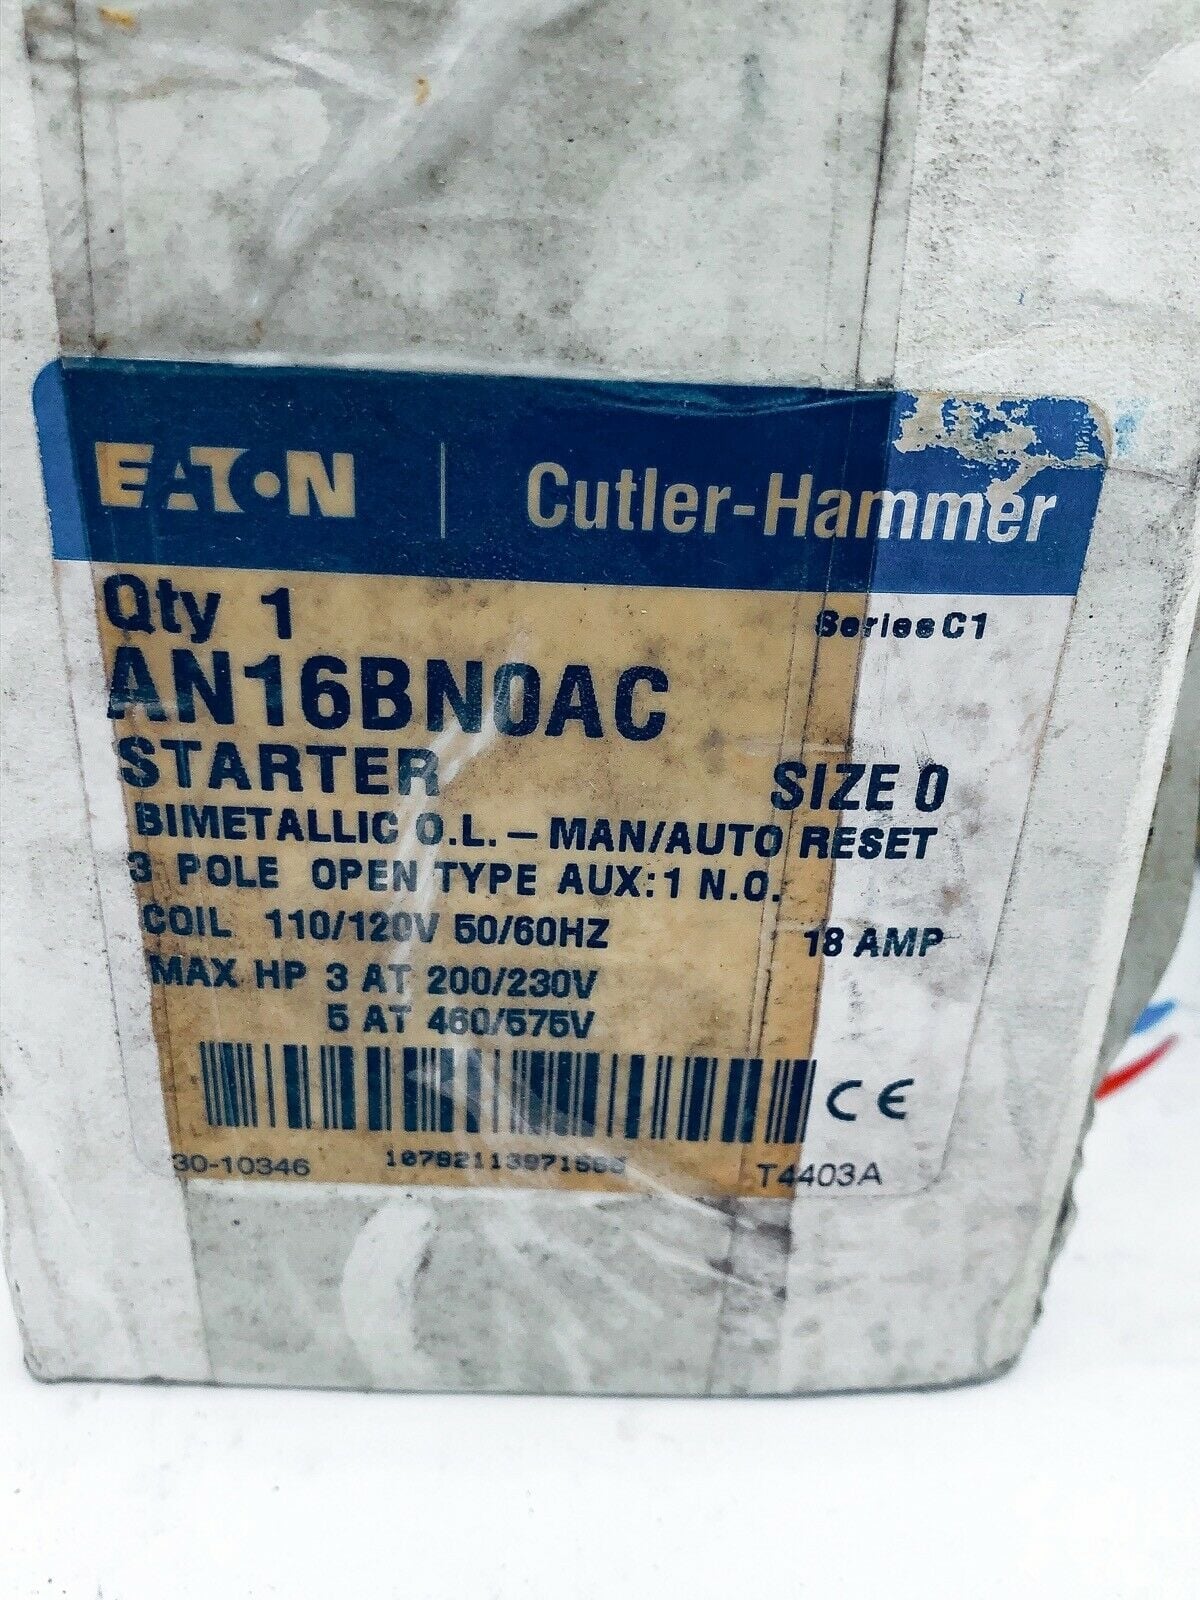 EATON Cutler-Hammer
Qty 1 Series C1
AN16BN0AC
STARTER SIZE 0
BIMETALLIC O.L. – MAN/AUTO RESET
3 POLE OPEN TYPE AUX: 1 N.O.
COIL 110/120V 50/60HZ 18 AMP
MAX HP 3 AT 200/230V
5 AT 460/575V
CE
30-10346 T4403A